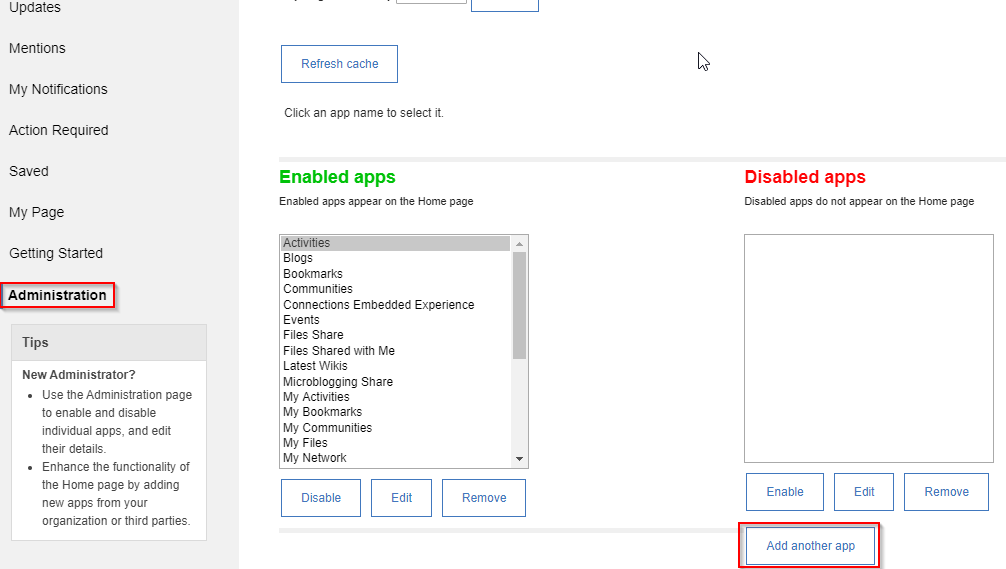 Updates
Mentions
My Notifications
Action Required
Saved
My Page
Getting Started
Administration
Tips
New Administrator?
Use the Administration page
to enable and disable
individual apps, and edit
their details.
Enhance the functionality of
the Home page by adding
new apps from your
organization or third parties.
Refresh cache
Click an app name to select it.
Enabled apps
Enabled apps appear on the Home page
Activities
Blogs
Bookmarks
Communities
Connections Embedded Experience
Events
Files Share
Files Shared with Me
Latest Wikis
Microblogging Share
My Activities
My Bookmarks
My Communities
My Files
My Network
Disable
Edit
Remove
Disabled apps
Disabled apps do not appear on the Home page
Enable
Edit
Remove
Add another app